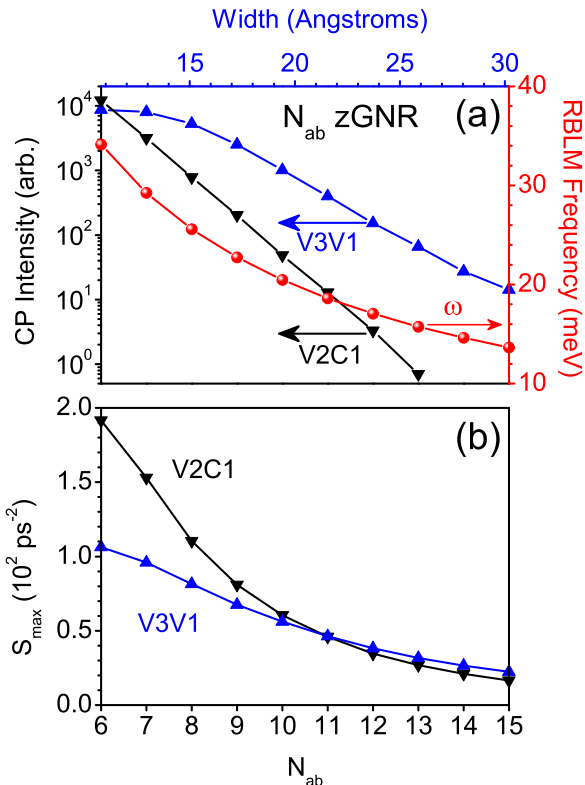 Width (Angstroms)
15 20 25 30
N_ab zGNR (a)
CP Intensity (arb.)
10^4
10^3
10^2
10^1
10^0
V3V1
V2C1
ω
40
30
20
10
RBLM Frequency (meV)
(b)
S_max (10^2 ps^-2)
2.0
1.5
1.0
0.5
0.0
V2C1
V3V1
6 7 8 9 10 11 12 13 14 15
N_ab